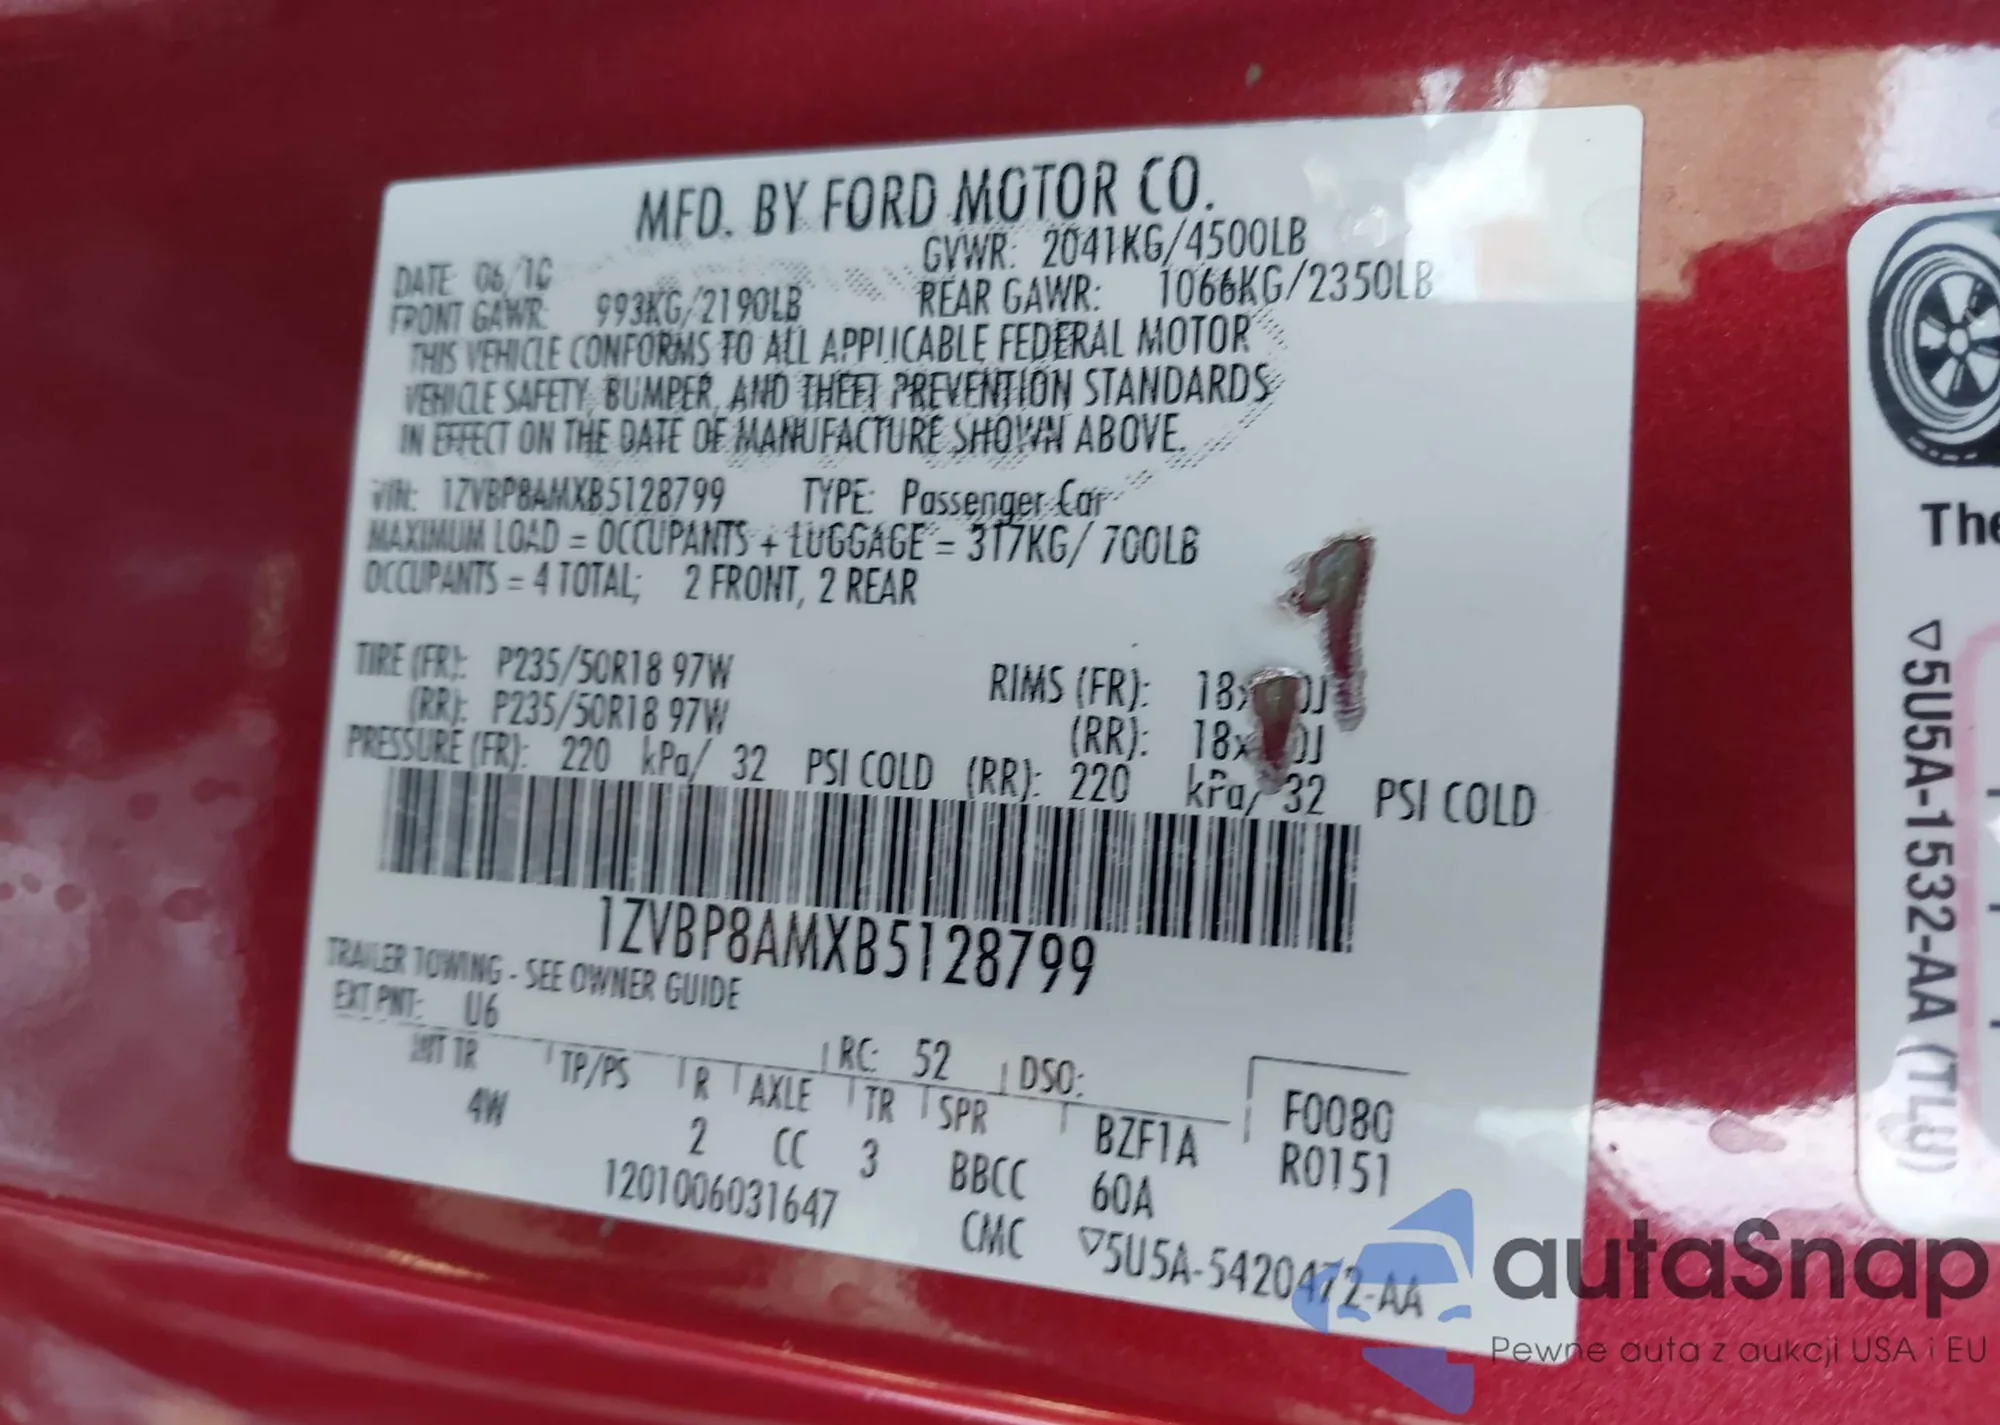 MFD. BY FORD MOTOR CO.
DATE: 06/10 GVWR: 2041KG/4500LB
FRONT GAWR: 993KG/2190LB REAR GAWR: 1066KG/2350LB
THIS VEHICLE CONFORMS TO ALL APPLICABLE FEDERAL MOTOR
VEHICLE SAFETY, BUMPER, AND THEFT PREVENTION STANDARDS
IN EFFECT ON THE DATE OF MANUFACTURE SHOWN ABOVE.
VIN: 1ZVBP8AMXB5128799 TYPE: Passenger Car
MAXIMUM LOAD = OCCUPANTS + LUGGAGE = 317KG/ 700LB
OCCUPANTS = 4 TOTAL; 2 FRONT, 2 REAR
TIRE (FR): P235/50R18 97W RIMS (FR):
(RR): P235/50R18 97W (RR):
PRESSURE (FR): 220 kPa/ 32 PSI COLD (RR): 220 kPa/ 32 PSI COLD
1ZVBP8AMXB5128799
TRAILER TOWING - SEE OWNER GUIDE
EXT PNT: U6 RC: 52 DSO:
INT TR TP/PS R AXLE TR SPR BZF1A F0080
4W 2 CC 3 BBCC 60A R0151
1201006031647 CMC ▽5U5A-5420472-AA
The
▽5U5A-1532-AA (TLU)
autaSnap
Pewne auta z aukcji USA i EU